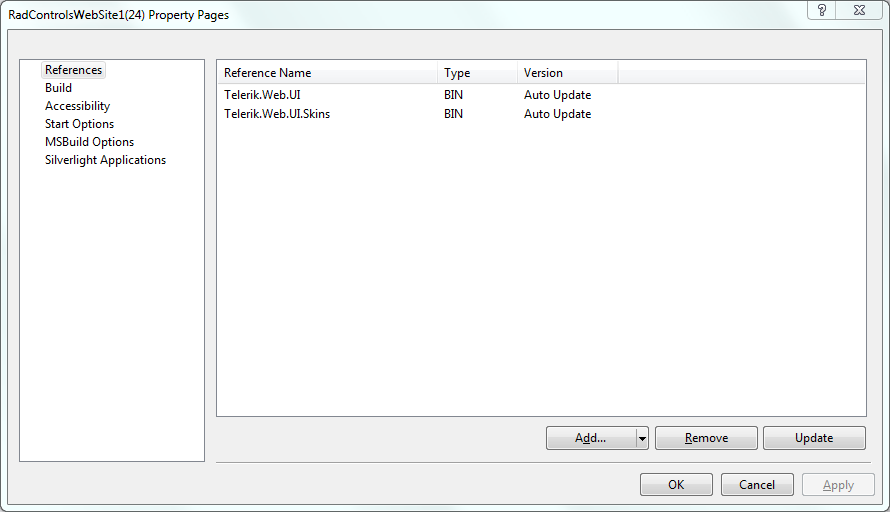 RadControlsWebSite1(24) Property Pages
?
References
Build
Accessibility
Start Options
MSBuild Options
Silverlight Applications
Reference Name Type Version
Telerik.Web.UI BIN Auto Update
Telerik.Web.UI.Skins BIN Auto Update
Add... Remove Update
OK Cancel Apply